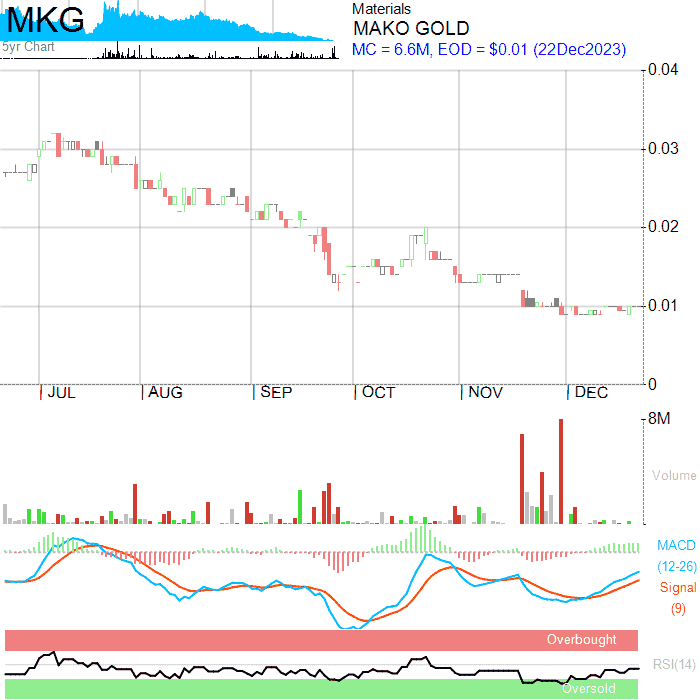 MKG
5yr Chart
Materials
MAKO GOLD
MC = 6.6M, EOD = $0.01 (22Dec2023)
0.04
0.03
0.02
0.01
0
JUL AUG SEP OCT NOV DEC
8M
Volume
MACD
(12-26)
Signal
(9)
Overbought
RSI(14)
Oversold